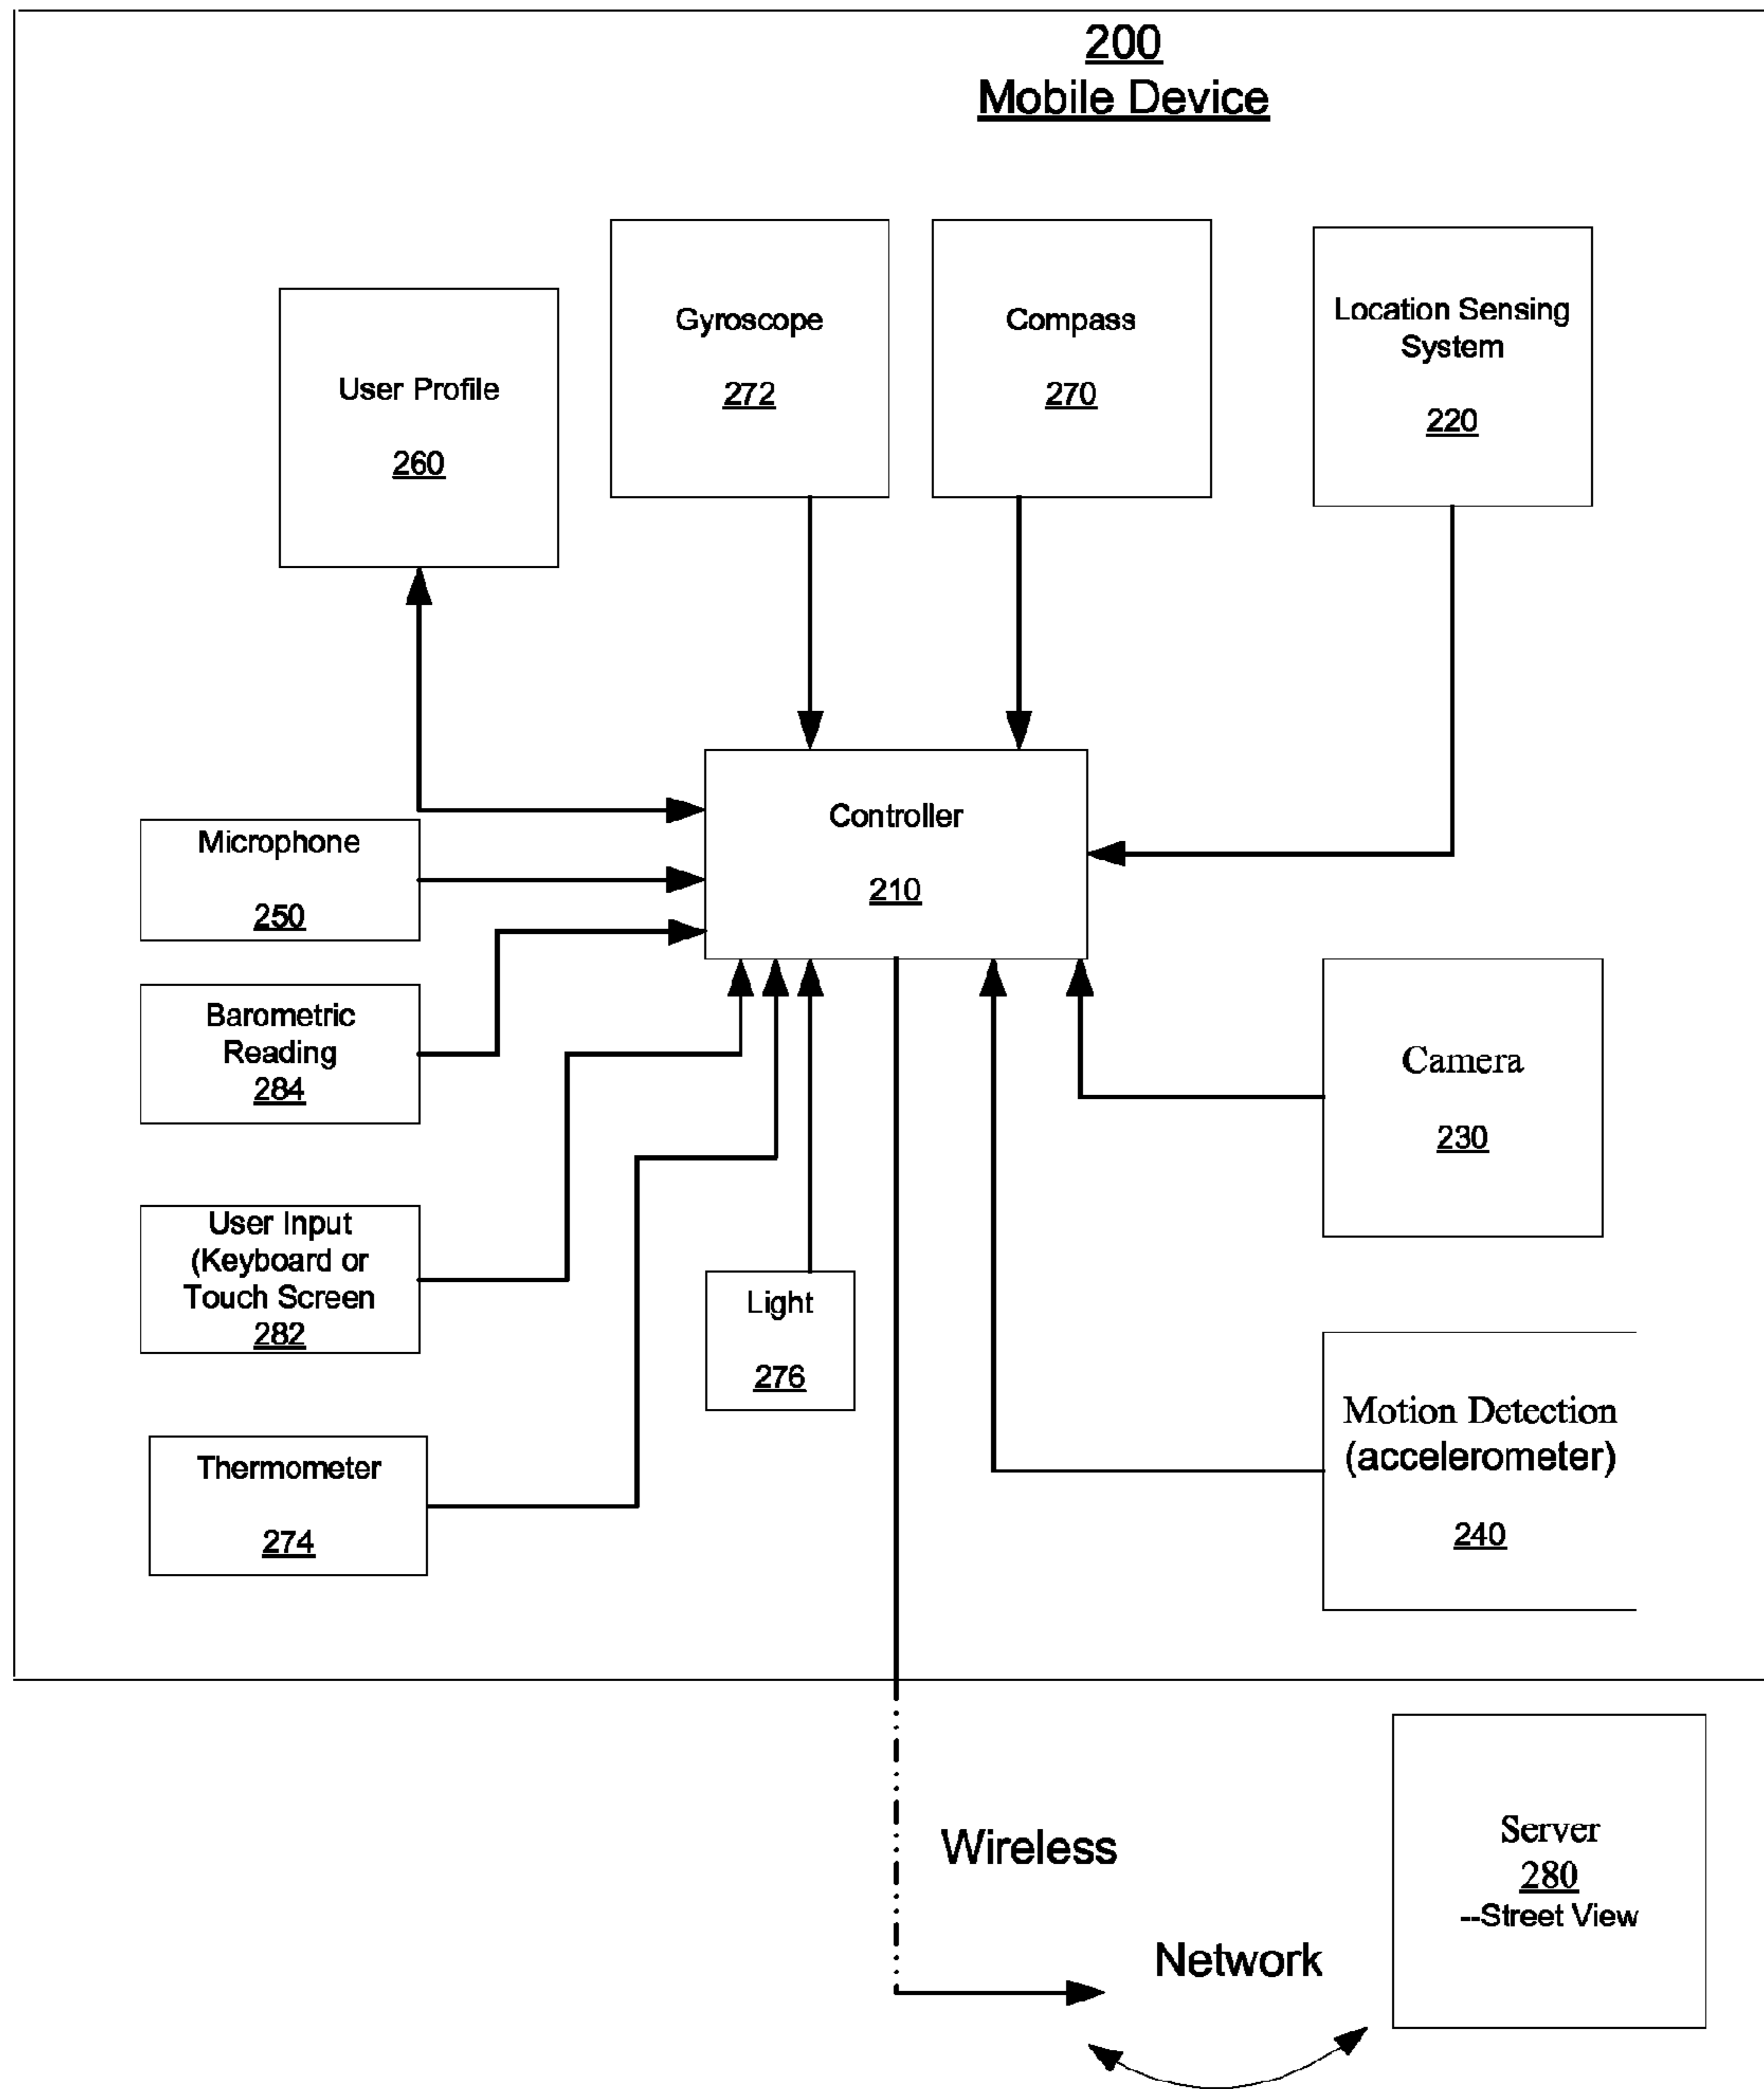 200
Mobile Device
Gyroscope
272
Compass
270
Location Sensing
System
220
User Profile
260
Controller
210
Microphone
250
Barometric
Reading
284
Camera
230
User Input
(Keyboard or
Touch Screen
282
Light
276
Motion Detection
(accelerometer)
240
Thermometer
274
Wireless
Server
280
--Street View
Network